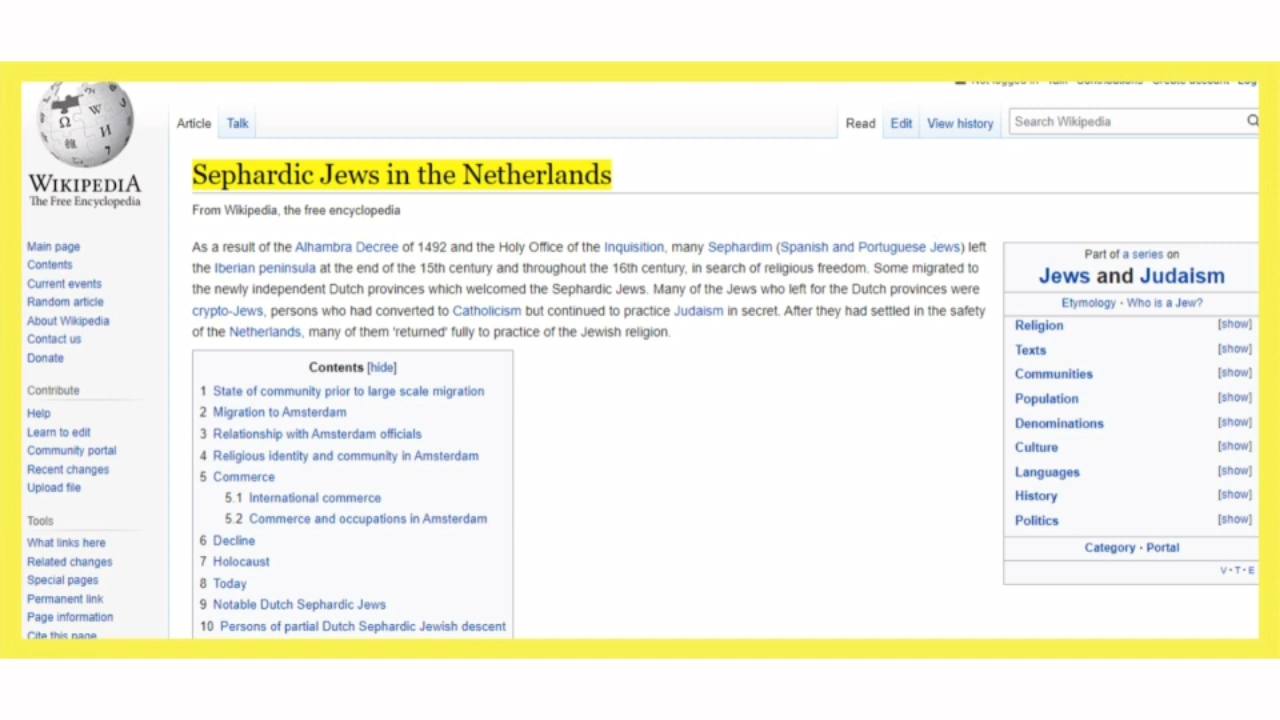 Not logged in Talk Contributions Create account Log
Article Talk Read Edit View history Search Wikipedia
WIKIPEDIA
The Free Encyclopedia
Main page
Contents
Current events
Random article
About Wikipedia
Contact us
Donate
Contribute
Help
Learn to edit
Community portal
Recent changes
Upload file
Tools
What links here
Related changes
Special pages
Permanent link
Page information
Cite this page
Sephardic Jews in the Netherlands
From Wikipedia, the free encyclopedia
As a result of the Alhambra Decree of 1492 and the Holy Office of the Inquisition, many Sephardim (Spanish and Portuguese Jews) left
the Iberian peninsula at the end of the 15th century and throughout the 16th century, in search of religious freedom. Some migrated to
the newly independent Dutch provinces which welcomed the Sephardic Jews. Many of the Jews who left for the Dutch provinces were
crypto-Jews, persons who had converted to Catholicism but continued to practice Judaism in secret. After they had settled in the safety
of the Netherlands, many of them 'returned' fully to practice of the Jewish religion.
Contents [hide]
1 State of community prior to large scale migration
2 Migration to Amsterdam
3 Relationship with Amsterdam officials
4 Religious identity and community in Amsterdam
5 Commerce
5.1 International commerce
5.2 Commerce and occupations in Amsterdam
6 Decline
7 Holocaust
8 Today
9 Notable Dutch Sephardic Jews
10 Persons of partial Dutch Sephardic Jewish descent
Part of a series on
Jews and Judaism
Etymology · Who is a Jew?
Religion [show]
Texts [show]
Communities [show]
Population [show]
Denominations [show]
Culture [show]
Languages [show]
History [show]
Politics [show]
Category · Portal
V · T · E